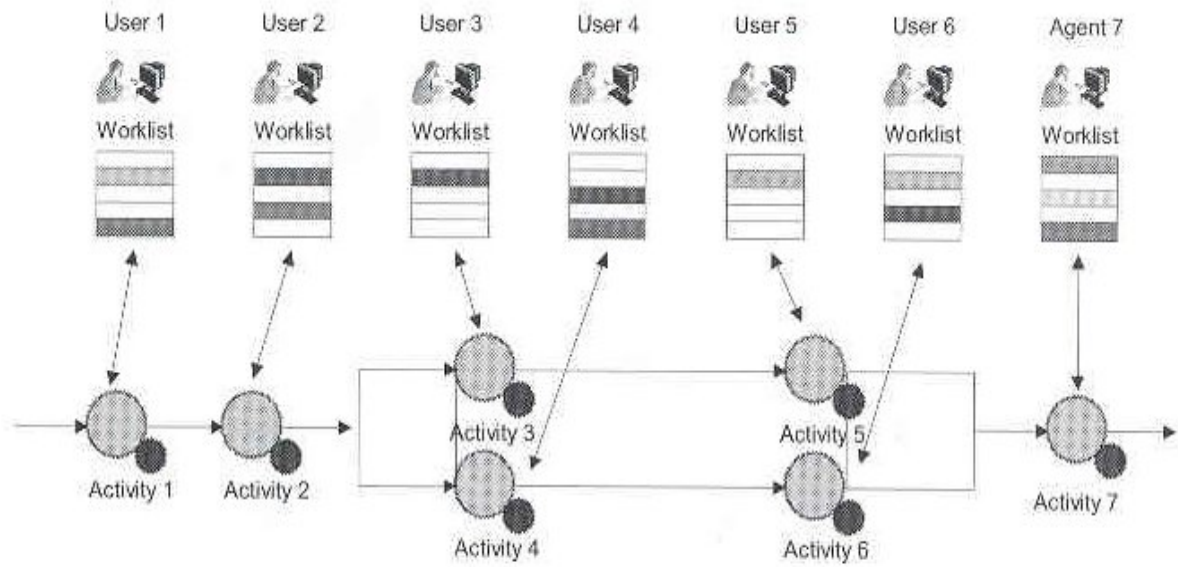 User 1
User 2
User 3
User 4
User 5
User 6
Agent 7
Worklist
Worklist
Worklist
Worklist
Worklist
Worklist
Worklist
Activity 3
Activity 5
Activity 1
Activity 2
Activity 7
Activity 4
Activity 6